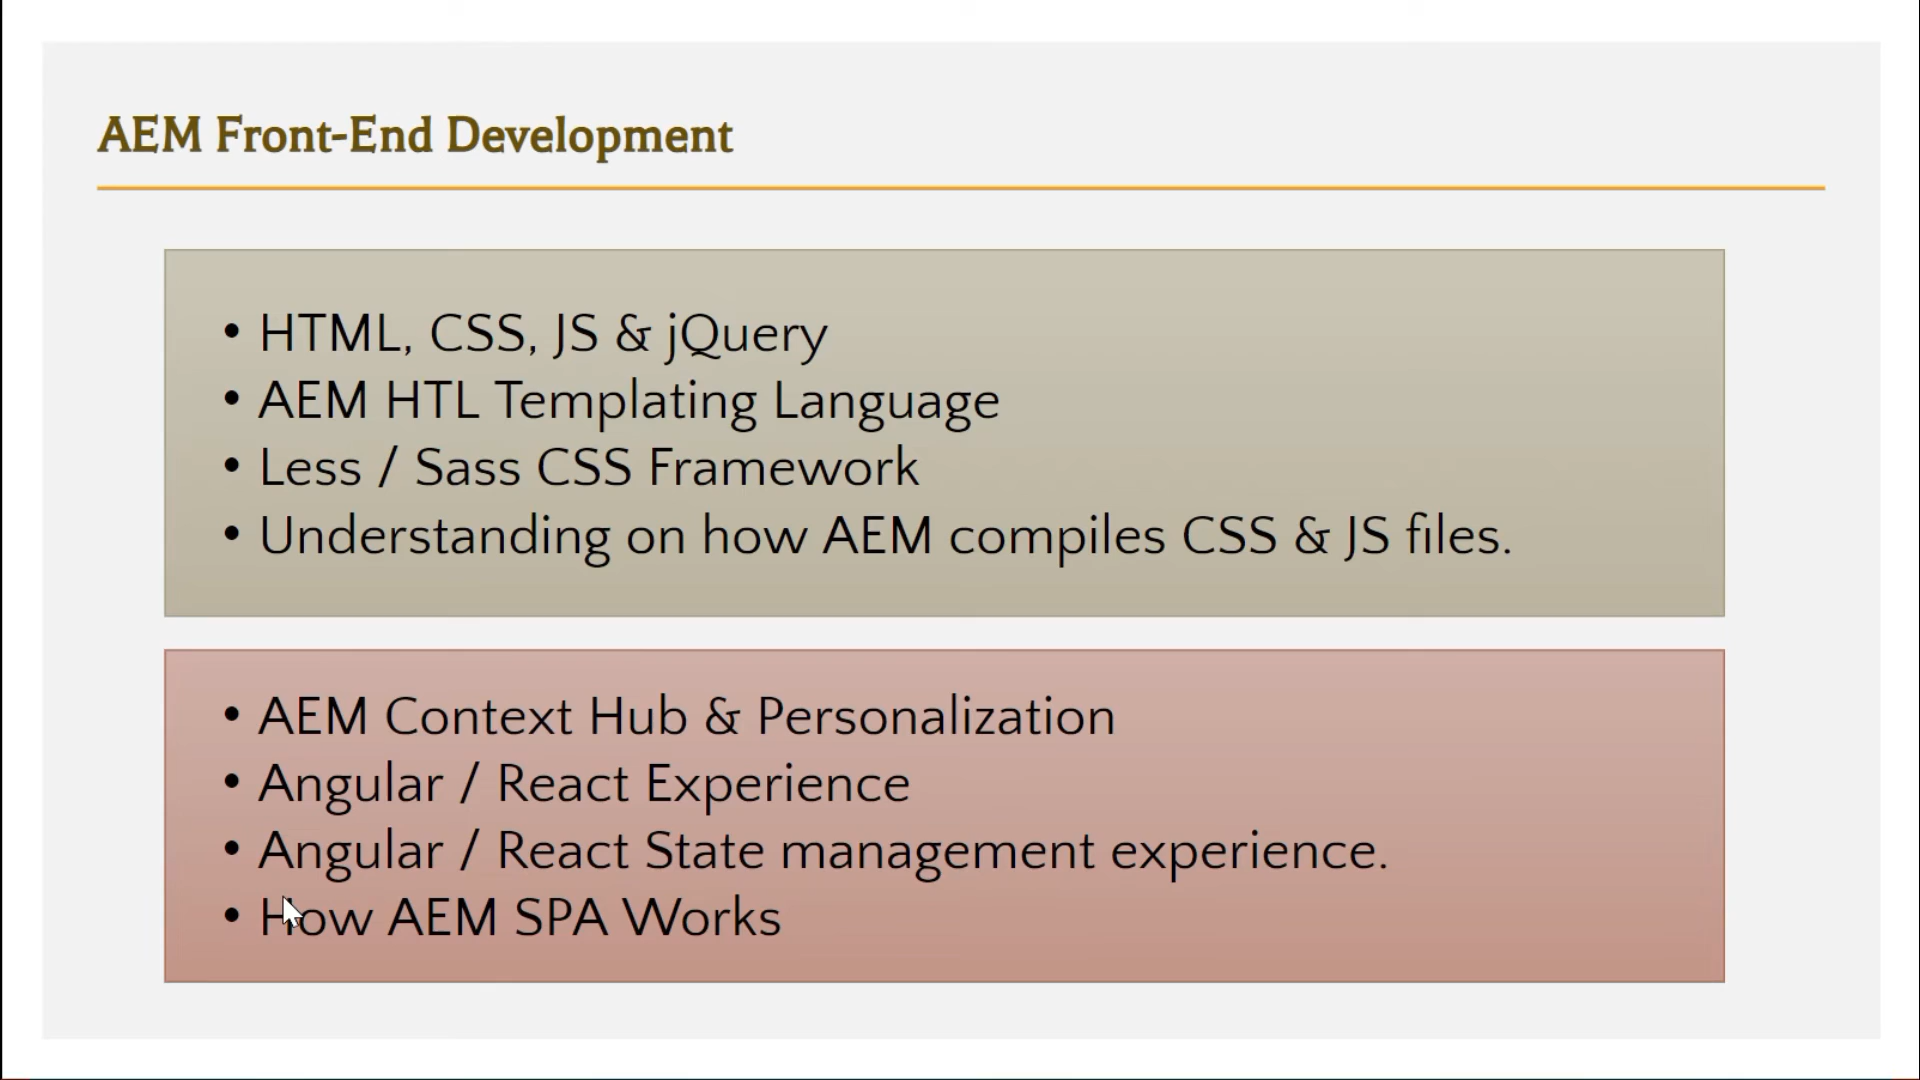 AEM Front-End Development
• HTML, CSS, JS & jQuery
• AEM HTL Templating Language
• Less / Sass CSS Framework
• Understanding on how AEM compiles CSS & JS files.
• AEM Context Hub & Personalization
• Angular / React Experience
• Angular / React State management experience.
• How AEM SPA Works